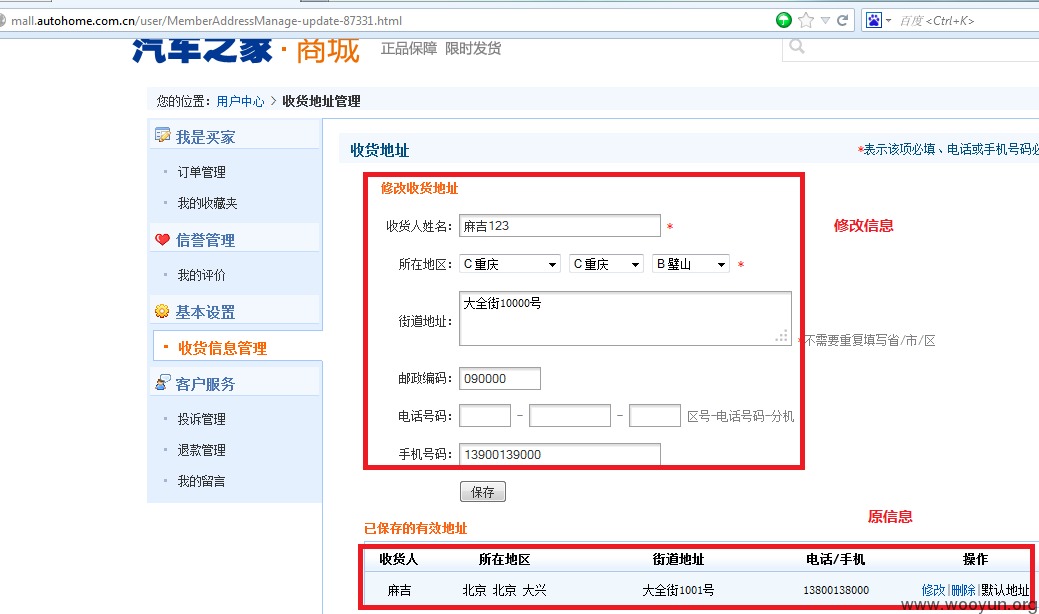 mall.autohome.com.cn/user/MemberAddressManage-update-87331.html
百度 <Ctrl+K>
汽车之家·商城 正品保障 限时发货
您的位置：用户中心 > 收货地址管理
我是买家
订单管理
我的收藏夹
信誉管理
我的评价
基本设置
收货信息管理
客户服务
投诉管理
退款管理
我的留言
收货地址
*表示该项必填、电话或手机号码必
修改收货地址
收货人姓名： 麻吉123 *
修改信息
所在地区： C 重庆 C 重庆 B 璧山 *
街道地址： 大全街10000号
*不需要重复填写省/市/区
邮政编码： 090000
电话号码： - - 区号-电话号码-分机
手机号码： 13900139000
保存
原信息
已保存的有效地址
收货人 所在地区 街道地址 电话/手机 操作
麻吉 北京 北京 大兴 大全街1001号 13800138000 修改|删除|默认地址
www.wooyun.org